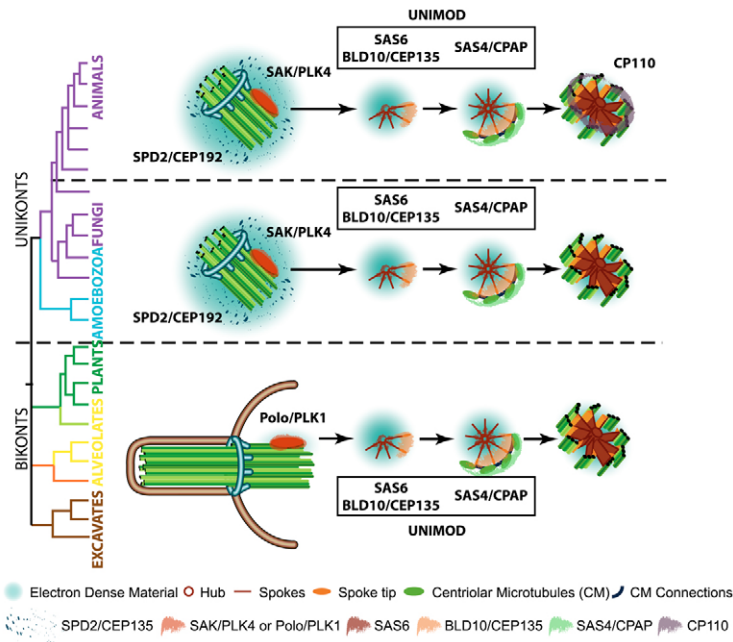 UNIMOD
SAS6
BLD10/CEP135
SAS4/CPAP
SAK/PLK4
CP110
SPD2/CEP192
ANIMALS
UNIKONTS
SAS6
BLD10/CEP135
SAS4/CPAP
SAK/PLK4
SPD2/CEP192
FUNGI
AMOEBOZOA
PLANTS
BIKONTS
ALVEOLATES
EXCAVATES
Polo/PLK1
SAS6
BLD10/CEP135
SAS4/CPAP
UNIMOD
Electron Dense Material Hub Spokes Spoke tip Centriolar Microtubules (CM) CM Connections
SPD2/CEP135 SAK/PLK4 or Polo/PLK1 SAS6 BLD10/CEP135 SAS4/CPAP CP110